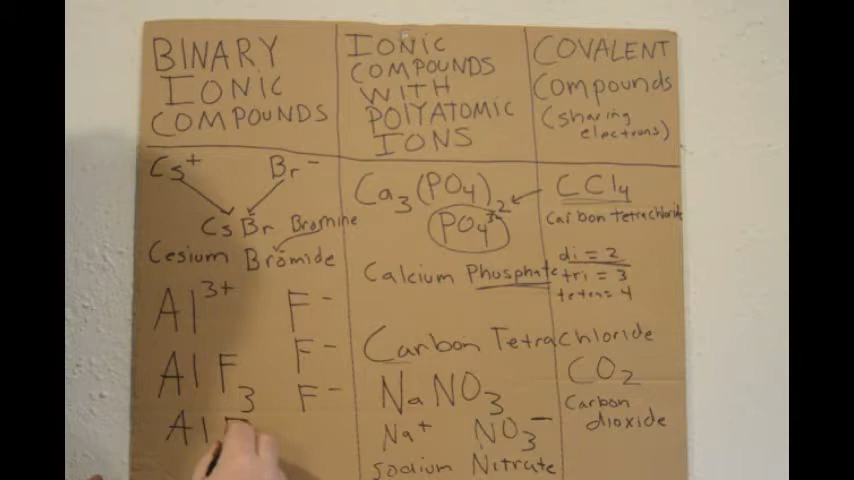 BINARY
IONIC
COMPOUNDS
Cs+ Br-
CsBr Bromine
Cesium Bromide
Al3+ F-
F-
AlF3 F-
Al
IONIC
COMPOUNDS
WITH
POLYATOMIC
IONS
Ca3(PO4)2
PO43-
Calcium Phosphate
Carbon Tetrachloride
NaNO3
Na+ NO3-
Sodium Nitrate
COVALENT
Compounds
(sharing
electrons)
CCl4
Carbon tetrachloride
di = 2
tri = 3
tetra = 4
CO2
Carbon
dioxide